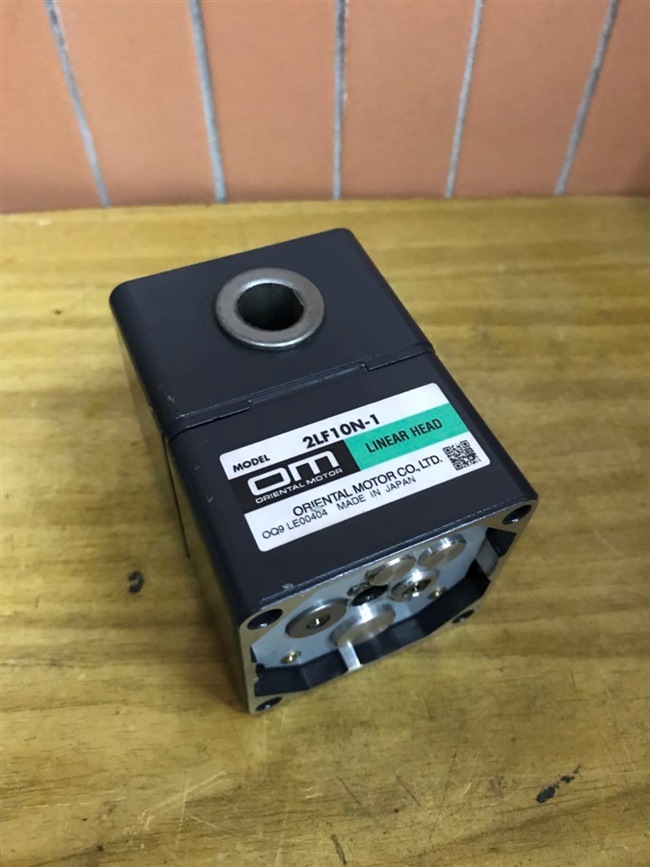 MODEL 2LF10N-1
OM
ORIENTAL MOTOR
LINEAR HEAD
ORIENTAL MOTOR CO., LTD.
OQ9 LE00404 MADE IN JAPAN